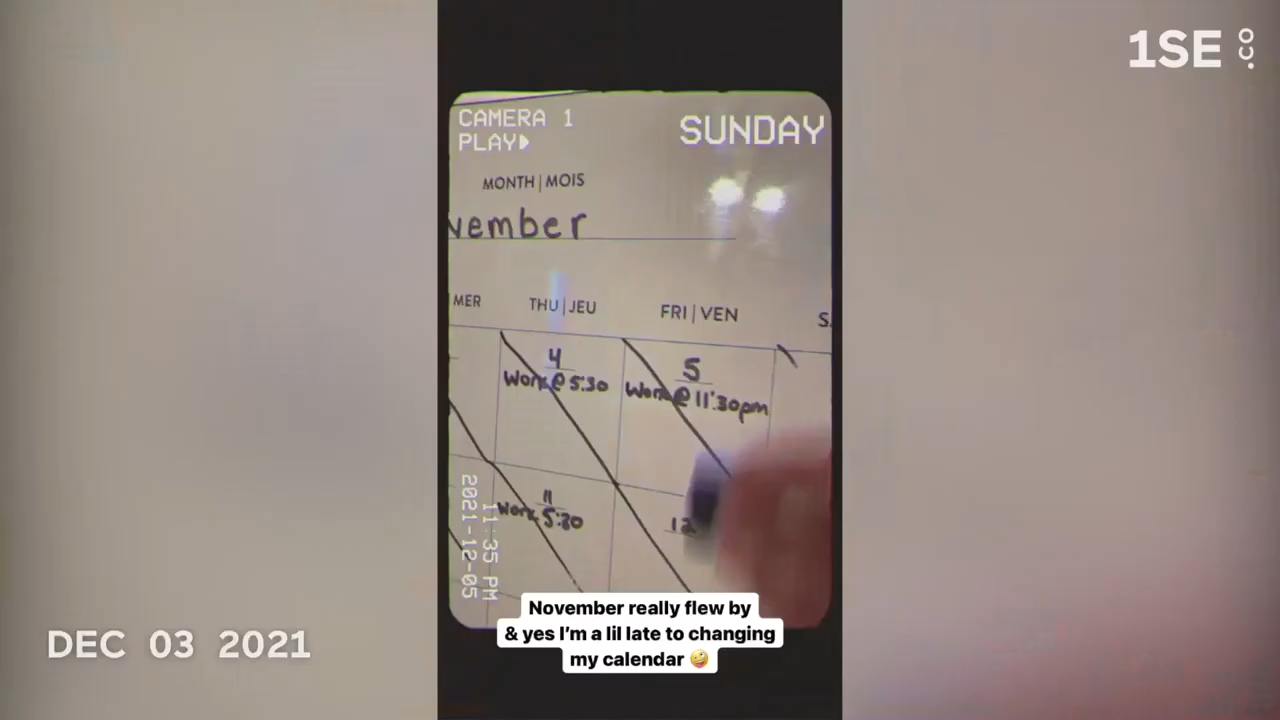 1SE
.CO
CAMERA 1
PLAY
SUNDAY
MONTH|MOIS
vember
MER
THU|JEU
FRI|VEN
S
4
Work @ 5:30
5
Work @ 11:30pm
11
Work 5:30
12
2021-12-05
11:35 PM
November really flew by
& yes I'm a lil late to changing
my calendar 🤪
DEC 03 2021